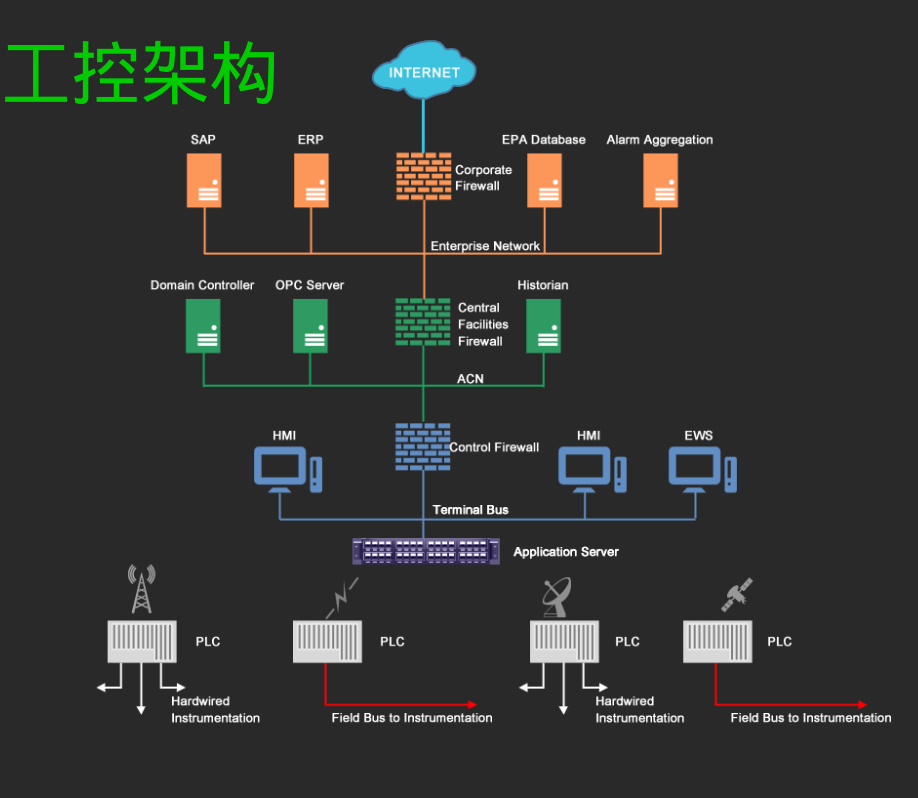 工控架构
INTERNET
SAP
ERP
EPA Database
Alarm Aggregation
Corporate
Firewall
Enterprise Network
Domain Controller
OPC Server
Historian
Central
Facilities
Firewall
ACN
HMI
Control Firewall
HMI
EWS
Terminal Bus
Application Server
PLC
PLC
PLC
PLC
Hardwired
Instrumentation
Field Bus to Instrumentation
Hardwired
Instrumentation
Field Bus to Instrumentation